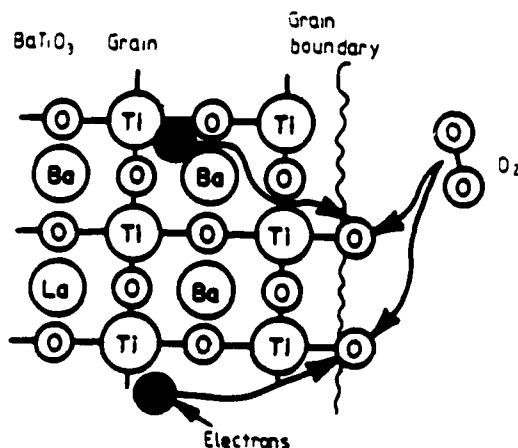 BaTiO3 Grain Grain boundary
O Ti O Ti O
Ba O Ba O O2
O Ti O Ti O
La O Ba O
O Ti O Ti O
Electrons